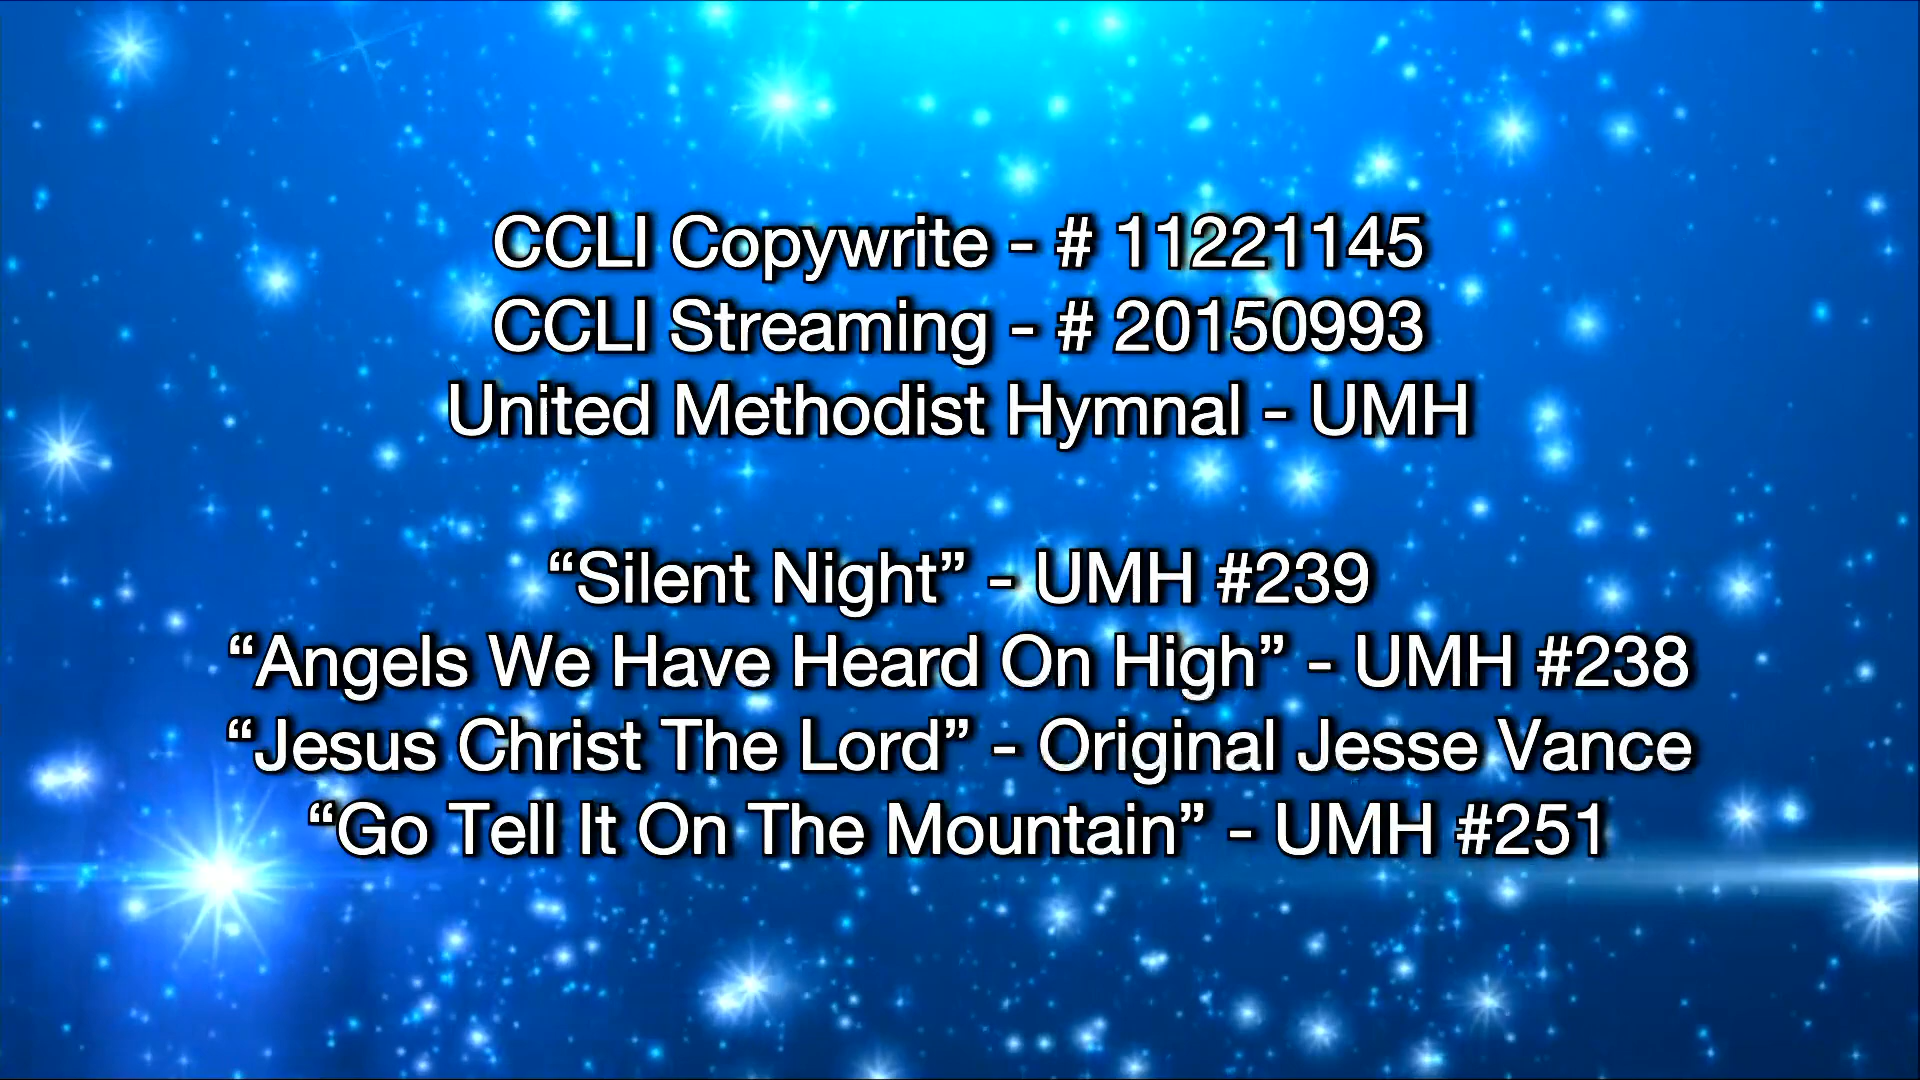 CCLI Copywrite - # 11221145
CCLI Streaming - # 20150993
United Methodist Hymnal - UMH
“Silent Night” - UMH #239
“Angels We Have Heard On High” - UMH #238
“Jesus Christ The Lord” - Original Jesse Vance
“Go Tell It On The Mountain” - UMH #251